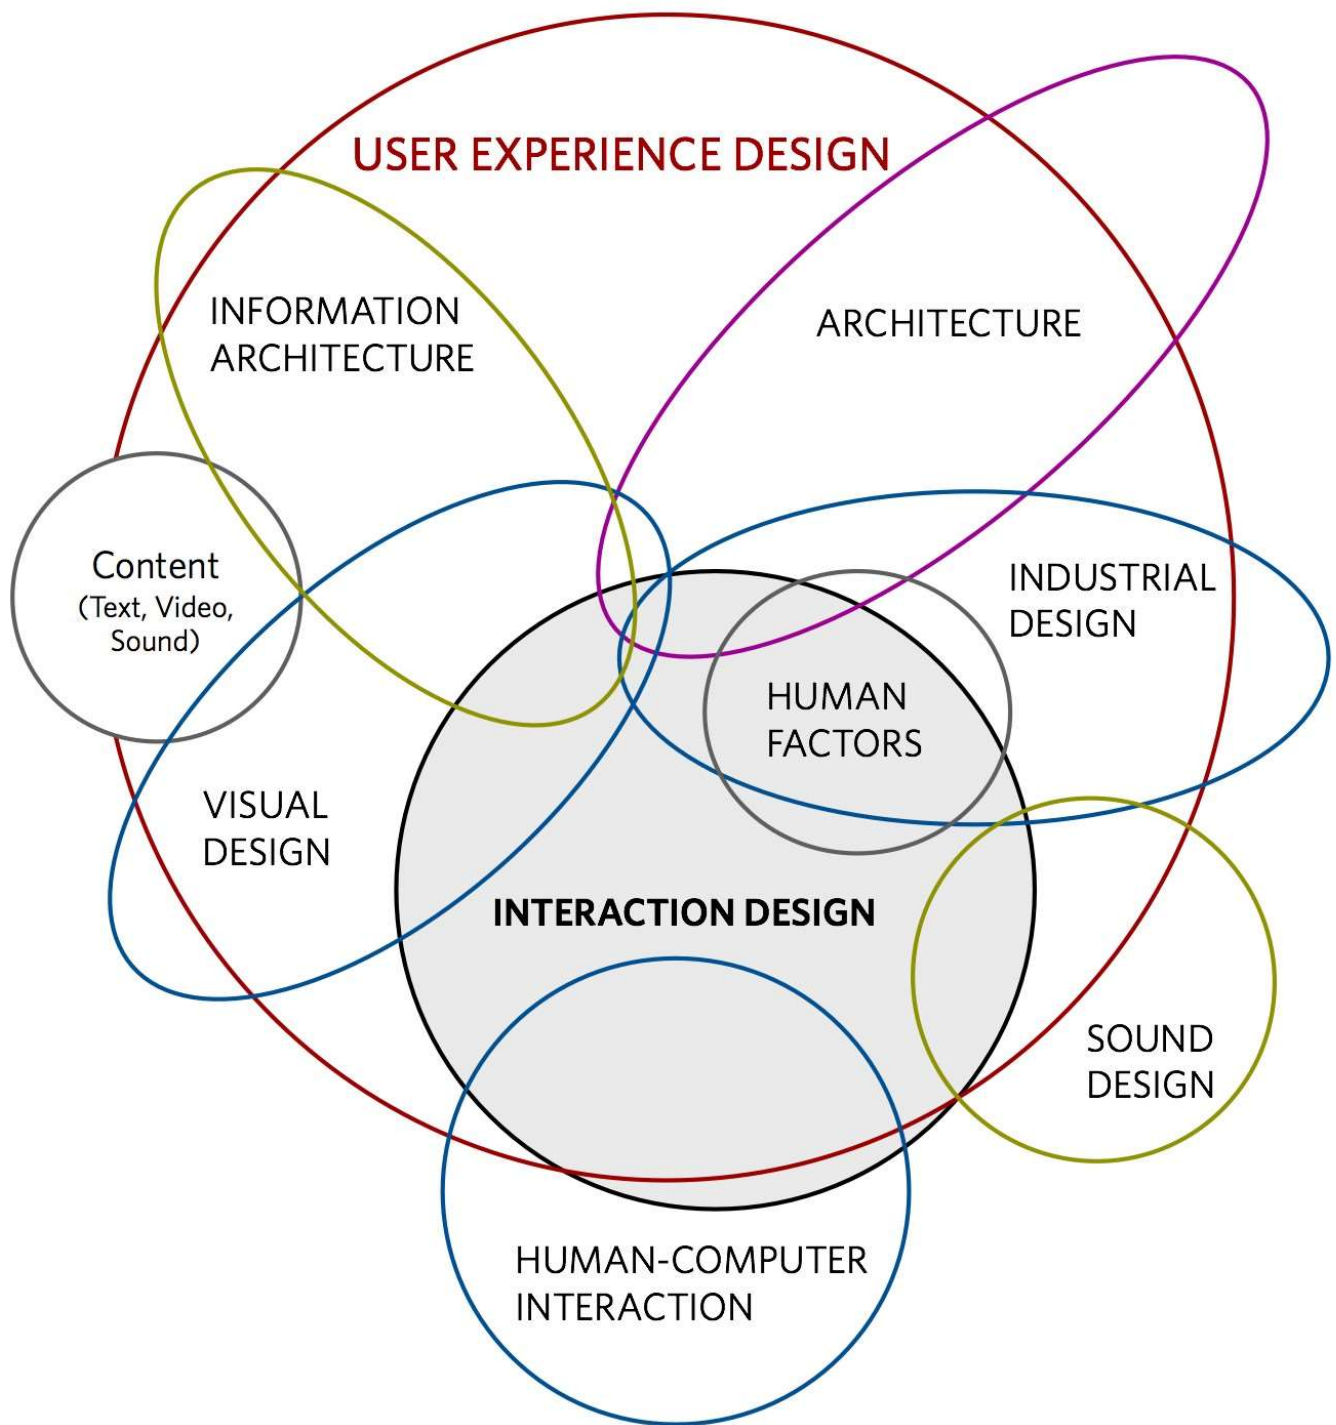 USER EXPERIENCE DESIGN
INFORMATION
ARCHITECTURE
ARCHITECTURE
Content
(Text, Video,
Sound)
INDUSTRIAL
DESIGN
HUMAN
FACTORS
VISUAL
DESIGN
INTERACTION DESIGN
SOUND
DESIGN
HUMAN-COMPUTER
INTERACTION